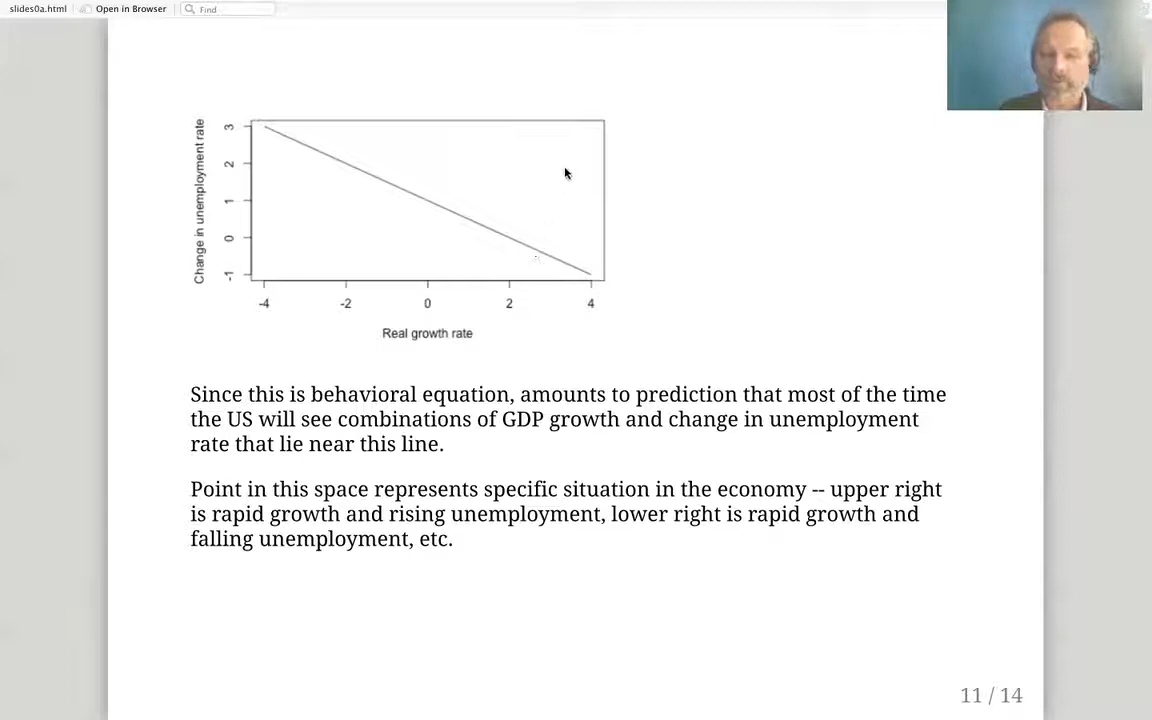 slides0a.html
Open in Browser
Find
Change in unemployment rate
3
2
1
0
-1
-4 -2 0 2 4
Real growth rate
Since this is behavioral equation, amounts to prediction that most of the time
the US will see combinations of GDP growth and change in unemployment
rate that lie near this line.
Point in this space represents specific situation in the economy -- upper right
is rapid growth and rising unemployment, lower right is rapid growth and
falling unemployment, etc.
11 / 14